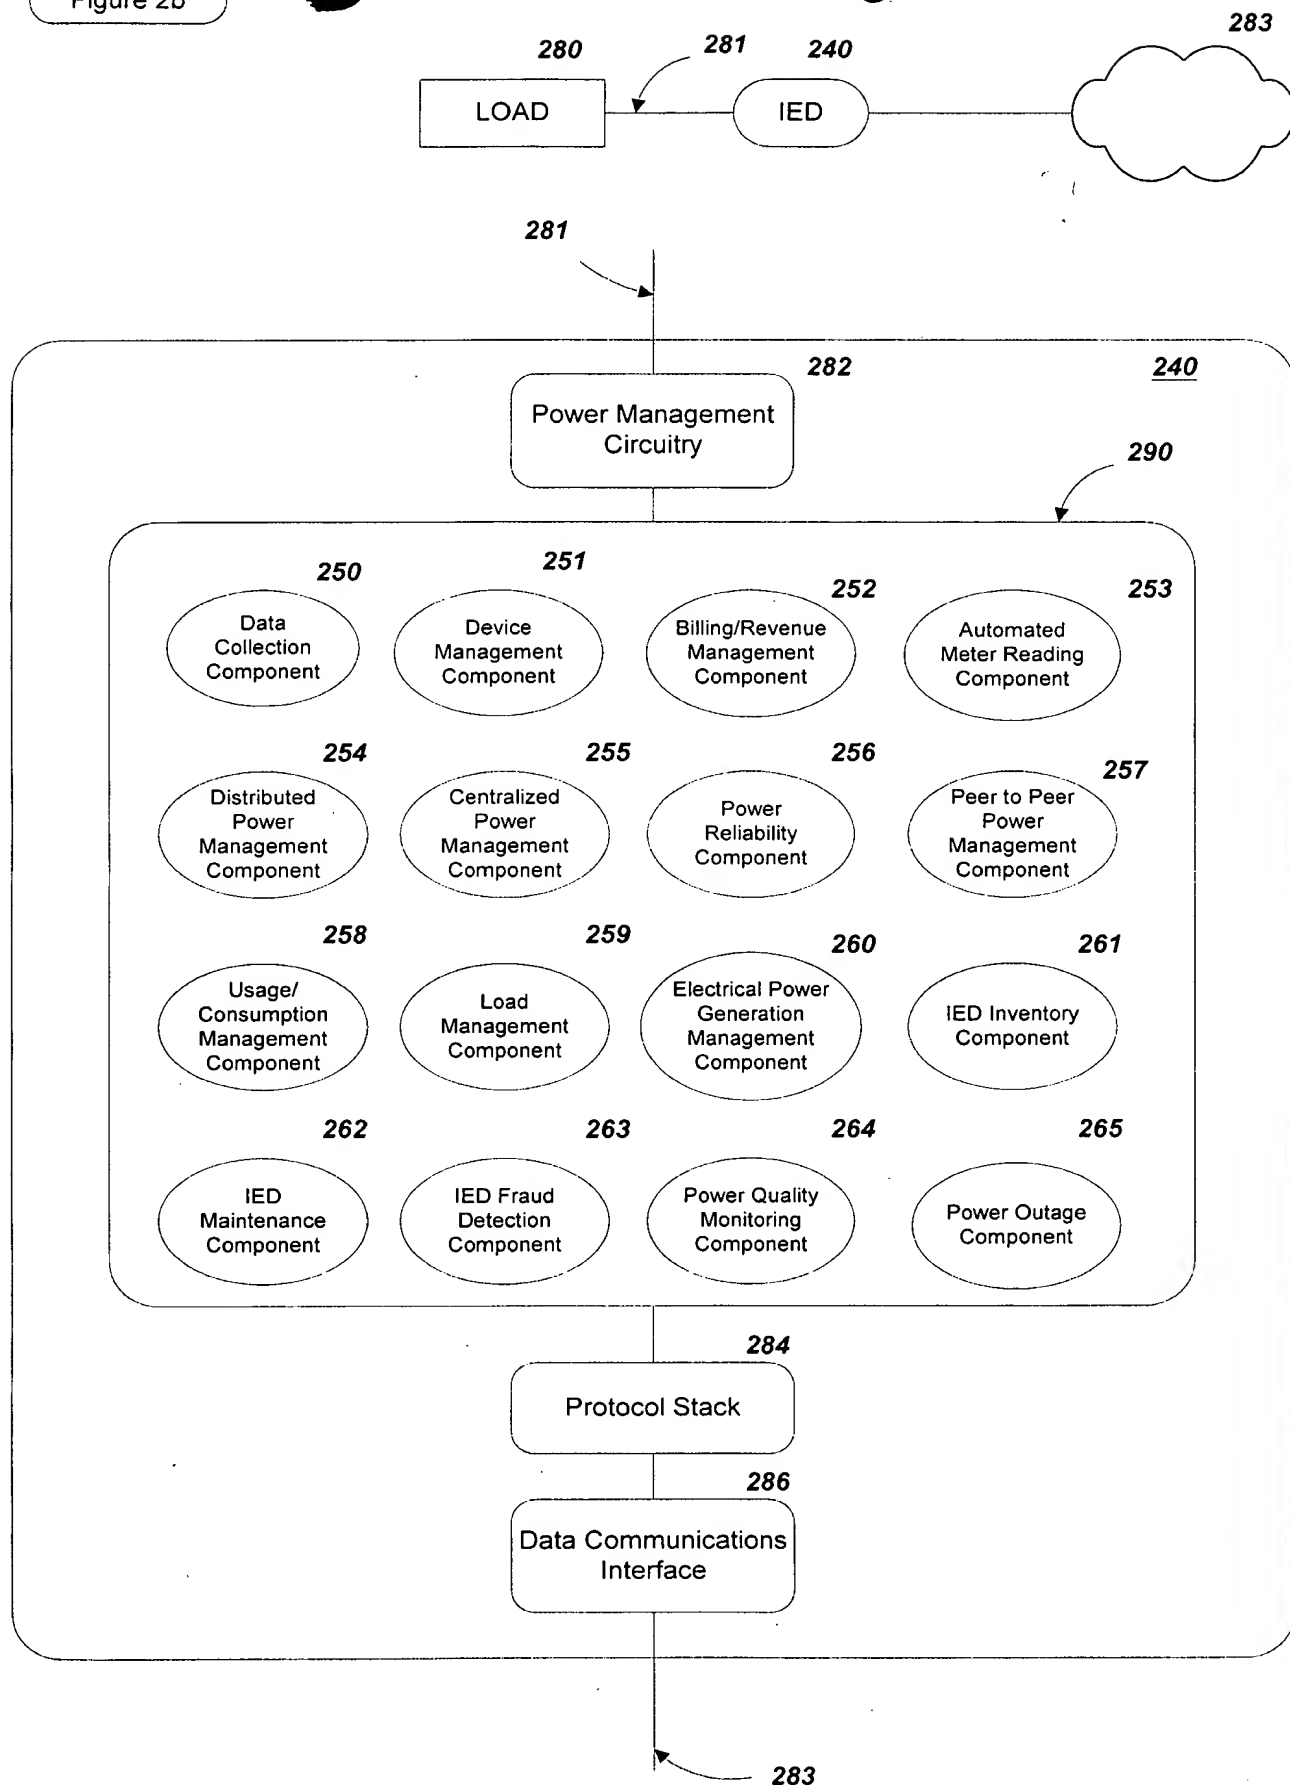 Figure 2b
280
281
240
283
LOAD
IED
281
282
240
Power Management
Circuitry
290
250
251
252
253
Data
Collection
Component
Device
Management
Component
Billing/Revenue
Management
Component
Automated
Meter Reading
Component
254
255
256
257
Distributed
Power
Management
Component
Centralized
Power
Management
Component
Power
Reliability
Component
Peer to Peer
Power
Management
Component
258
259
260
261
Usage/
Consumption
Management
Component
Load
Management
Component
Electrical Power
Generation
Management
Component
IED Inventory
Component
262
263
264
265
IED
Maintenance
Component
IED Fraud
Detection
Component
Power Quality
Monitoring
Component
Power Outage
Component
284
Protocol Stack
286
Data Communications
Interface
283